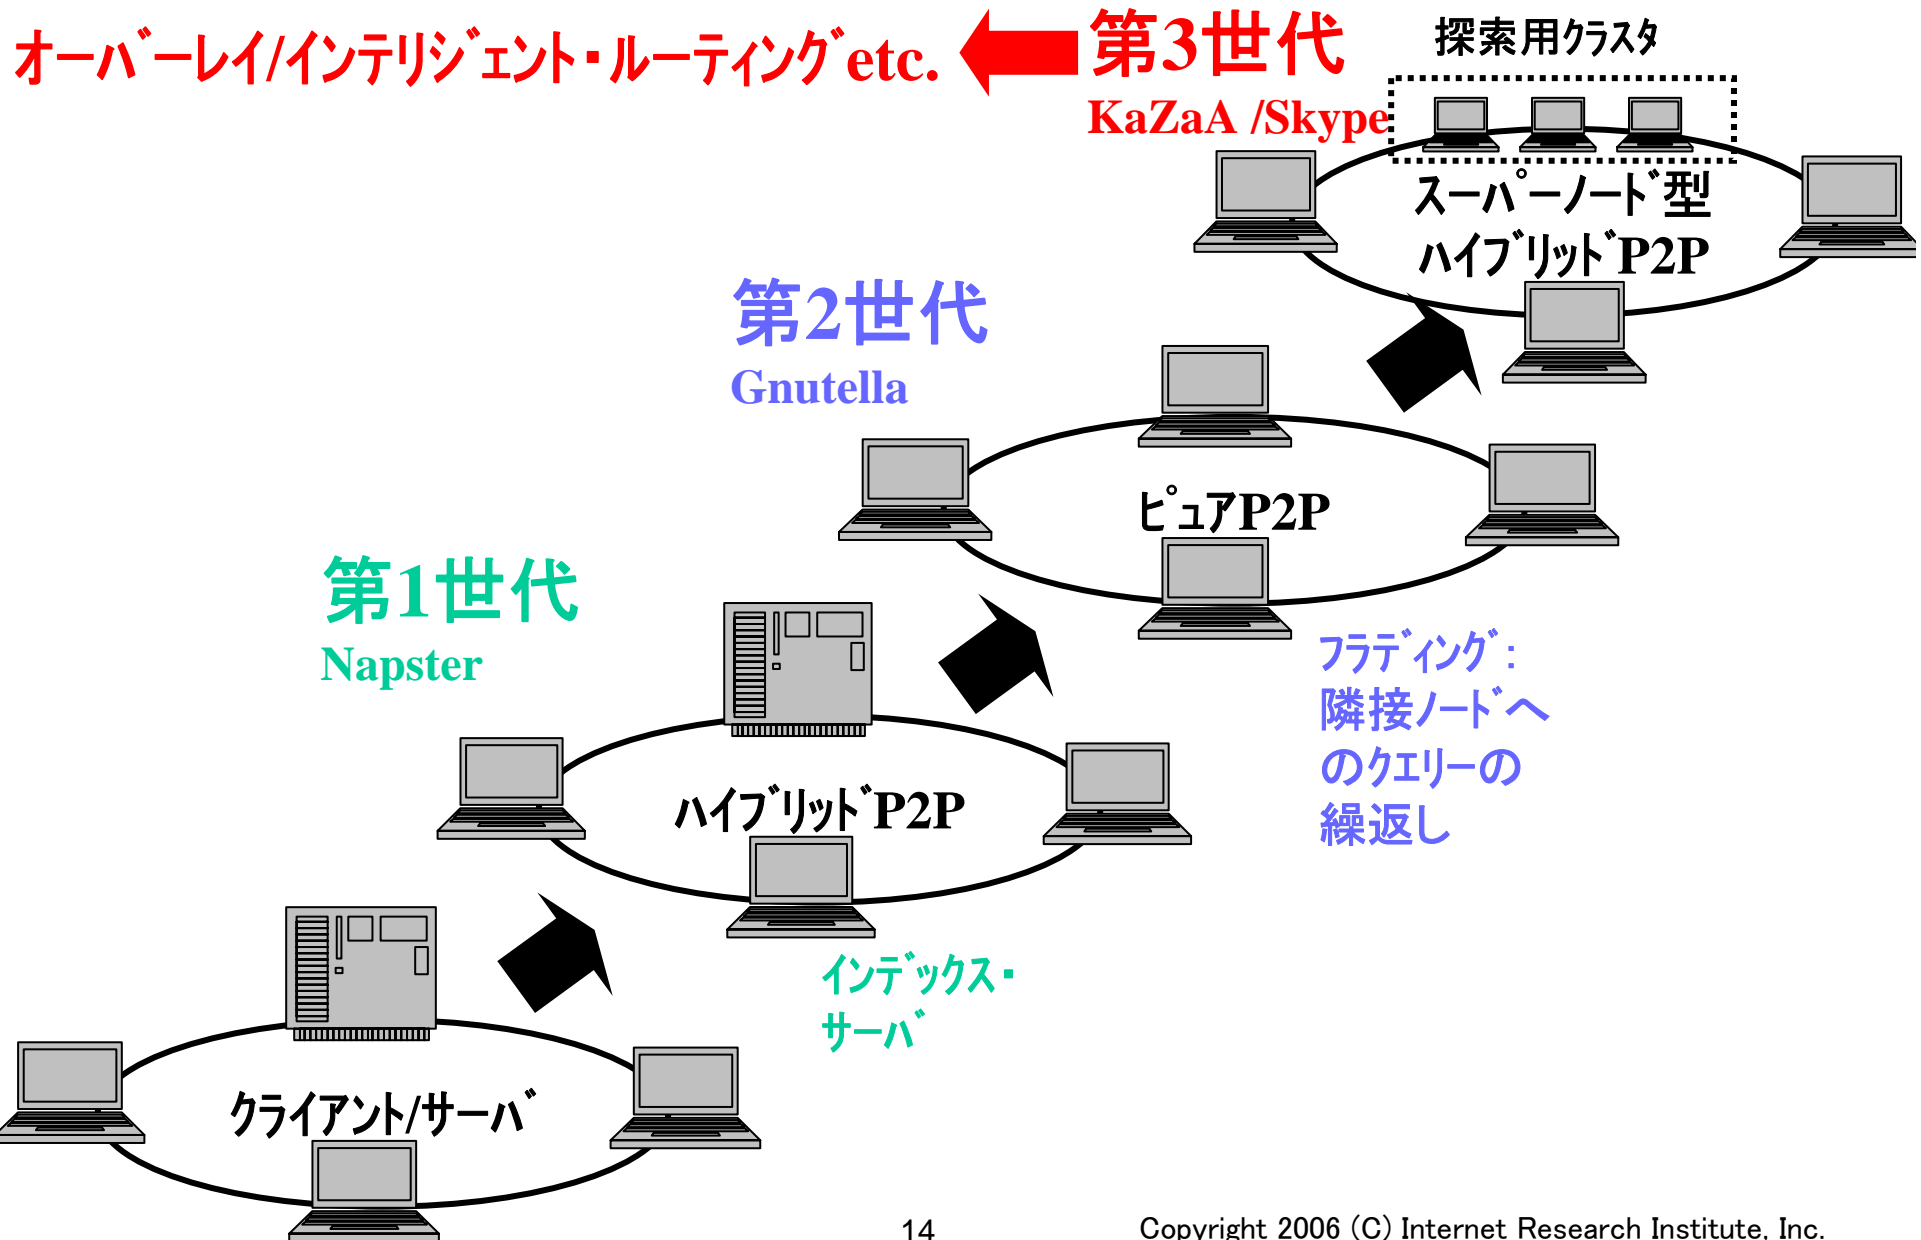 オーバーレイ/インテリジェント・ルーティングetc.
第3世代
KaZaA /Skype
探索用クラスタ
スーパーノード型
ハイブリッドP2P
第2世代
Gnutella
ピュアP2P
フラディング:
隣接ノードへ
のクエリーの
繰返し
第1世代
Napster
ハイブリッドP2P
インデックス・
サーバ
クライアント/サーバ
14
Copyright 2006 (C) Internet Research Institute, Inc.